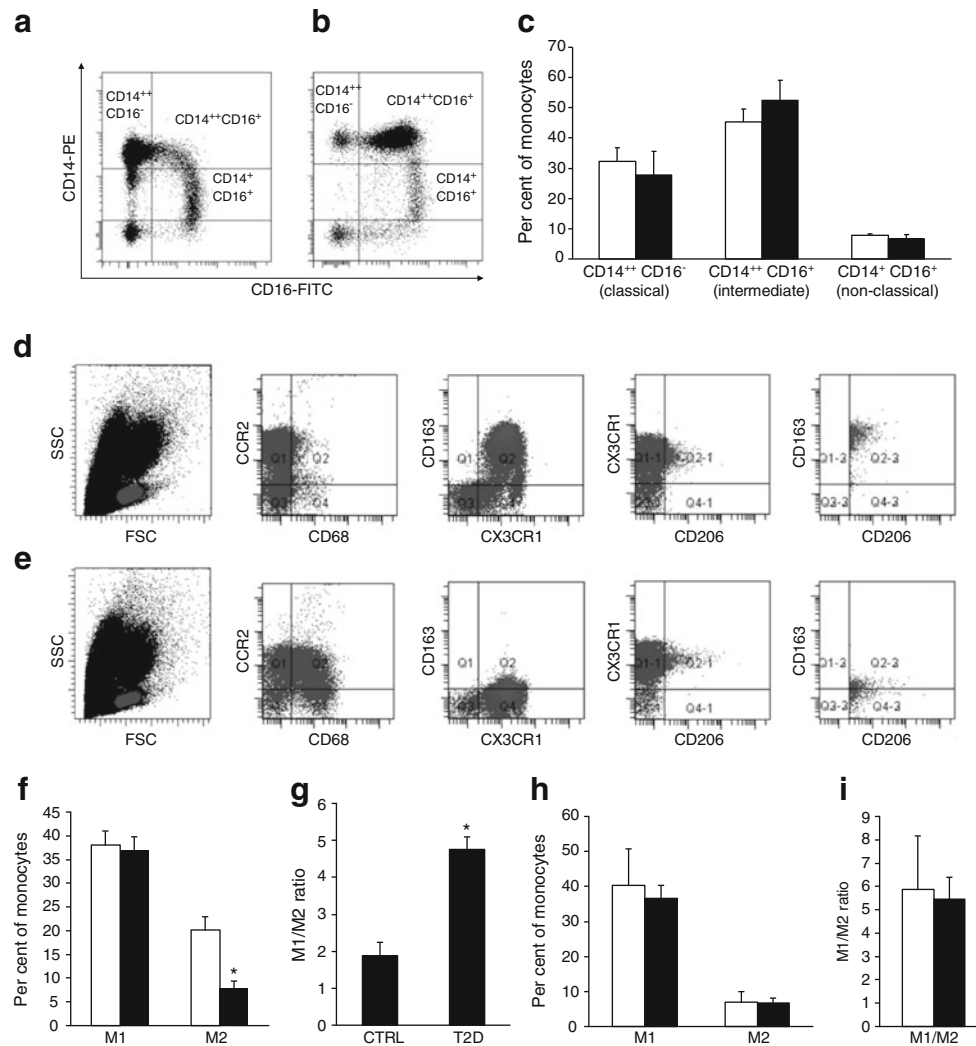 a
b
c
CD14++
CD16-
CD14++CD16+
CD14+
CD16+
CD14++
CD16-
CD14++CD16+
CD14+
CD16+
CD14-PE
CD16-FITC
Per cent of monocytes
70
60
50
40
30
20
10
0
CD14++ CD16-
(classical)
CD14++ CD16+
(intermediate)
CD14+ CD16+
(non-classical)
d
SSC
FSC
CCR2
Q1
Q2
Q3
Q4
CD68
CD163
Q1
Q2
Q3
CX3CR1
CX3CR1
Q1-1
Q2-1
Q4-1
CD206
CD163
Q1-3
Q2-3
Q3-3
Q4-3
CD206
e
SSC
FSC
CCR2
Q1
Q2
CD68
CD163
Q1
Q2
Q3
Q4
CX3CR1
CX3CR1
Q1-1
Q2-1
Q4-1
CD206
CD163
Q1-3
Q2-3
Q3-3
Q4-3
CD206
f
Per cent of monocytes
45
40
35
30
25
20
15
10
5
0
*
M1
M2
g
M1/M2 ratio
6
5
4
3
2
1
0
*
CTRL
T2D
h
Per cent of monocytes
60
50
40
30
20
10
0
M1
M2
i
M1/M2 ratio
9
8
7
6
5
4
3
2
1
0
M1/M2